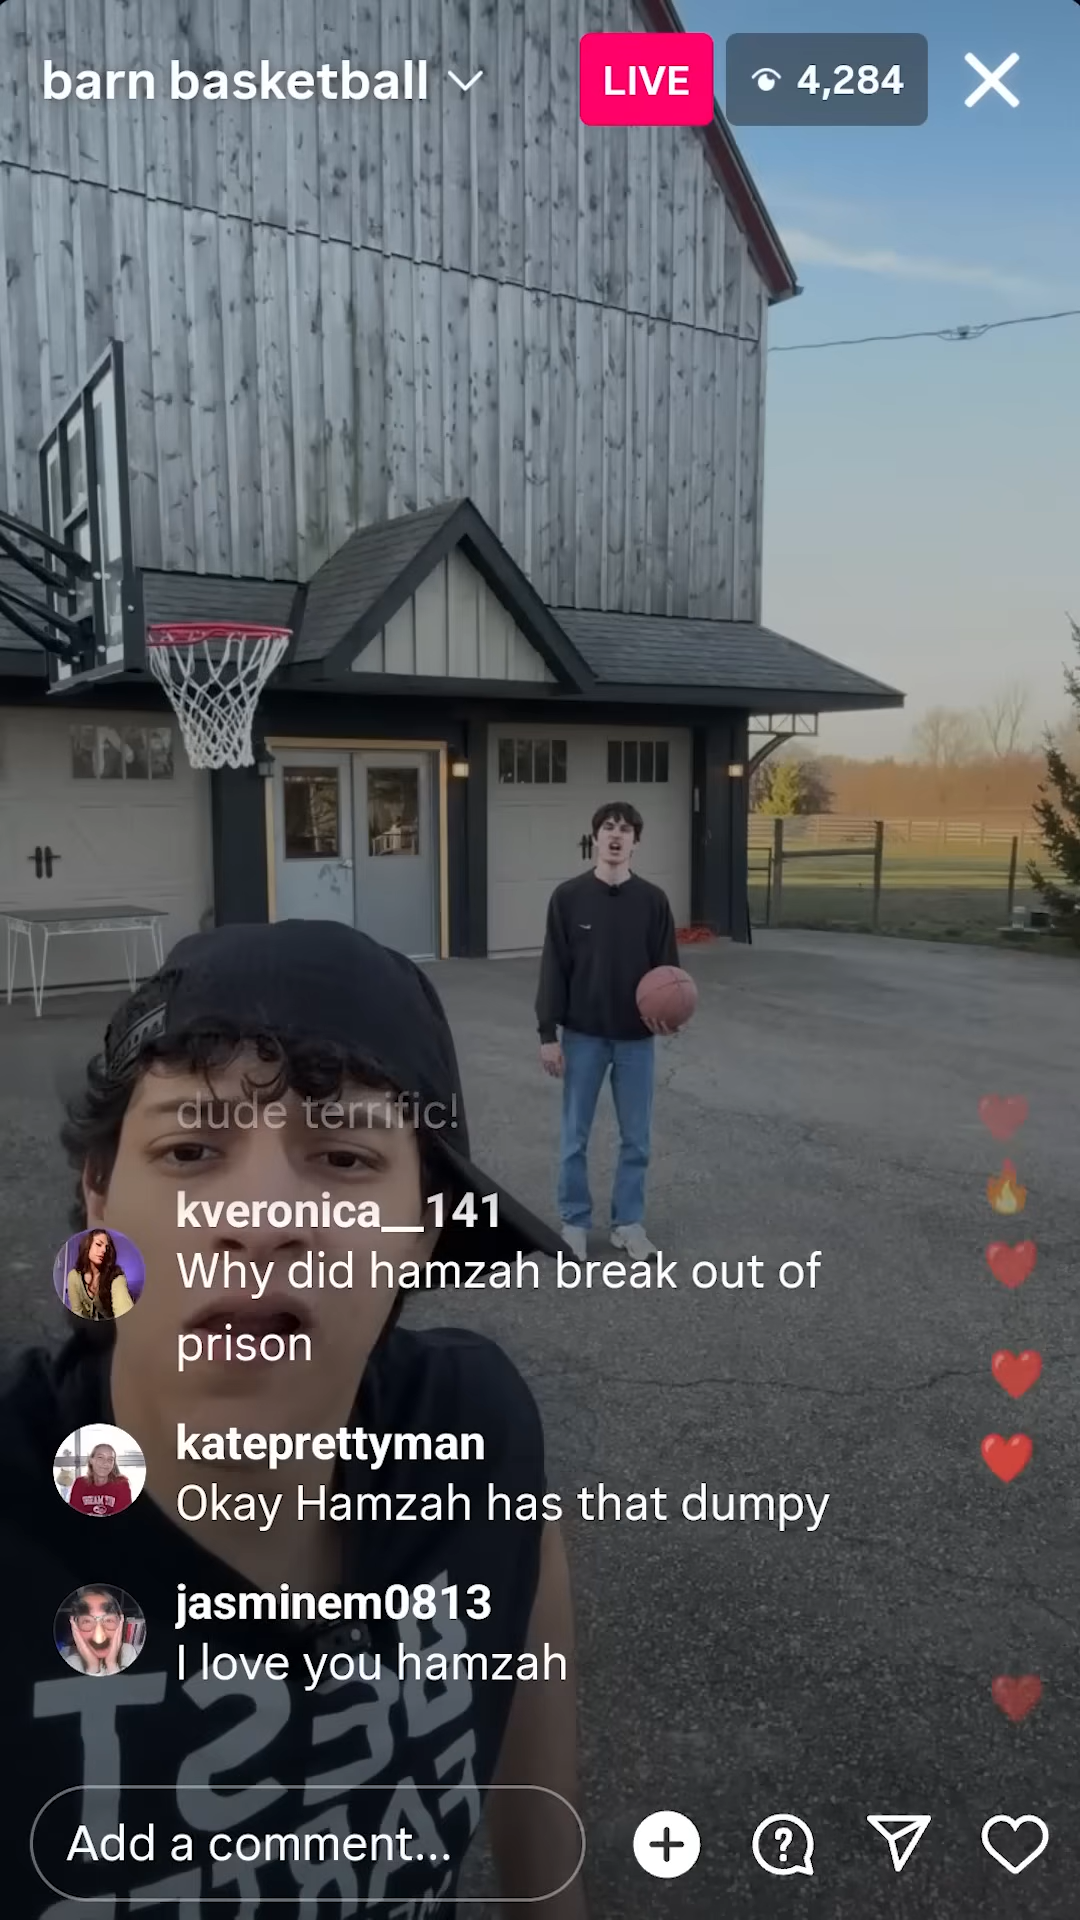 barn basketball
LIVE
4,284
dude terrific!
kveronica__141
Why did hamzah break out of
prison
kateprettyman
Okay Hamzah has that dumpy
jasminem0813
I love you hamzah
BEST
Add a comment...